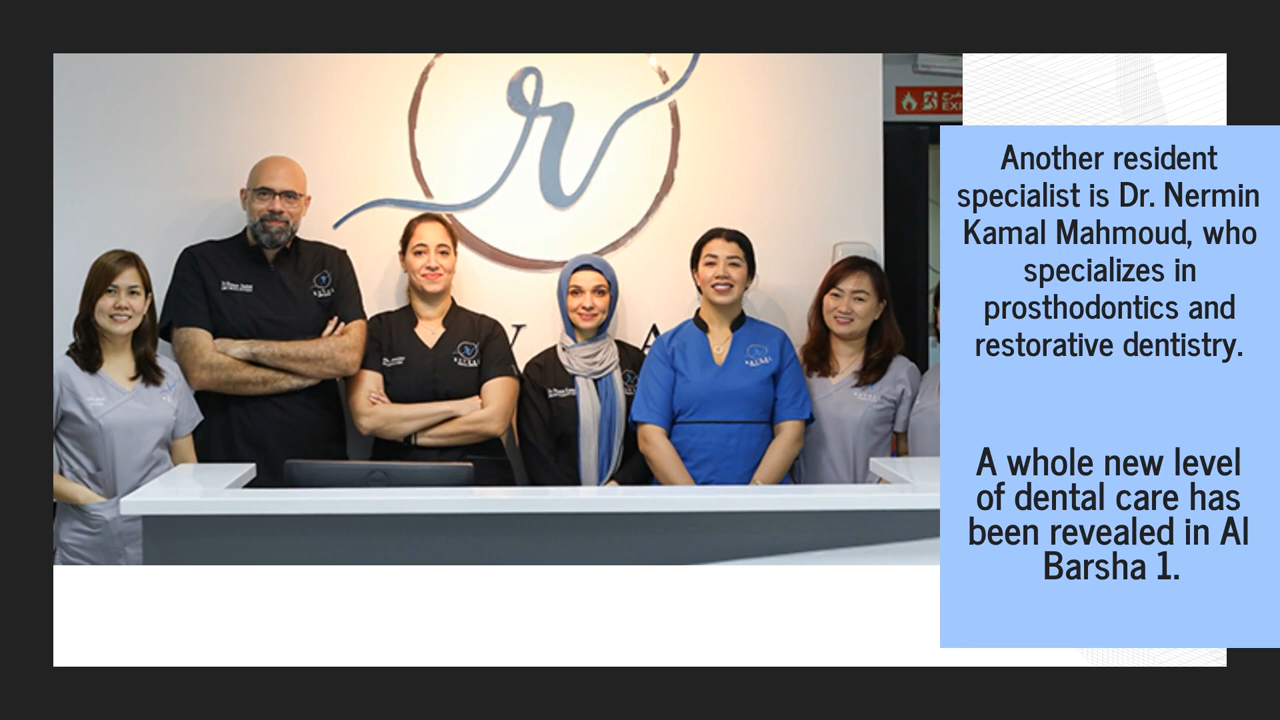 r
EXI
Another resident
specialist is Dr. Nermin
Kamal Mahmoud, who
specializes in
prosthodontics and
restorative dentistry.
A whole new level
of dental care has
been revealed in Al
Barsha 1.